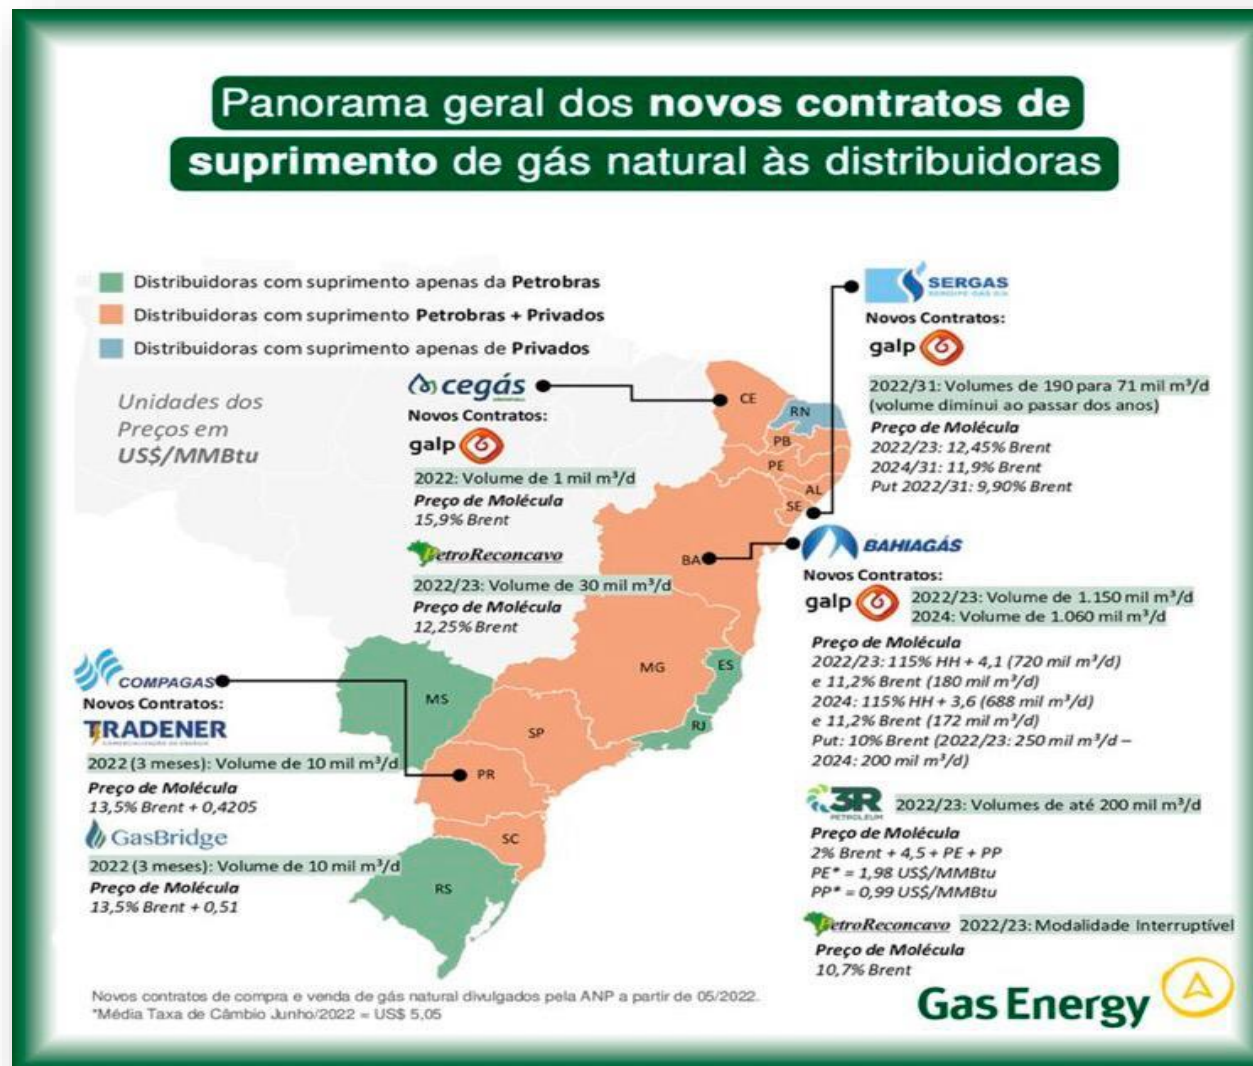 Panorama geral dos novos contratos de
suprimento de gás natural às distribuidoras
Distribuidoras com suprimento apenas da Petrobras
Distribuidoras com suprimento Petrobras + Privados
Distribuidoras com suprimento apenas de Privados
Unidades dos
Preços em
US$/MMBtu
cegás
Novos Contratos:
galp
2022: Volume de 1 mil m³/d
Preço de Molécula
15,9% Brent
PetroReconcavo
2022/23: Volume de 30 mil m³/d
Preço de Molécula
12,25% Brent
COMPAGAS
Novos Contratos:
TRADENER
COMERCIALIZAÇÃO DE ENERGIA
2022 (3 meses): Volume de 10 mil m³/d
Preço de Molécula
13,5% Brent + 0,4205
GasBridge
2022 (3 meses): Volume de 10 mil m³/d
Preço de Molécula
13,5% Brent + 0,51
CE
RN
PB
PE
AL
SE
BA
MG
ES
MS
RJ
SP
PR
SC
RS
SERGAS
SERGIPE GAS S/A
Novos Contratos:
galp
2022/31: Volumes de 190 para 71 mil m³/d
(volume diminui ao passar dos anos)
Preço de Molécula
2022/23: 12,45% Brent
2024/31: 11,9% Brent
Put 2022/31: 9,90% Brent
BAHIAGÁS
Novos Contratos:
galp
2022/23: Volume de 1.150 mil m³/d
2024: Volume de 1.060 mil m³/d
Preço de Molécula
2022/23: 115% HH + 4,1 (720 mil m³/d)
e 11,2% Brent (180 mil m³/d)
2024: 115% HH + 3,6 (688 mil m³/d)
e 11,2% Brent (172 mil m³/d)
Put: 10% Brent (2022/23: 250 mil m³/d –
2024: 200 mil m³/d)
3R
PETROLEUM
2022/23: Volumes de até 200 mil m³/d
Preço de Molécula
2% Brent + 4,5 + PE + PP
PE* = 1,98 US$/MMBtu
PP* = 0,99 US$/MMBtu
PetroReconcavo 2022/23: Modalidade Interruptível
Preço de Molécula
10,7% Brent
Novos contratos de compra e venda de gás natural divulgados pela ANP a partir de 05/2022.
*Média Taxa de Câmbio Junho/2022 = US$ 5,05
Gas Energy